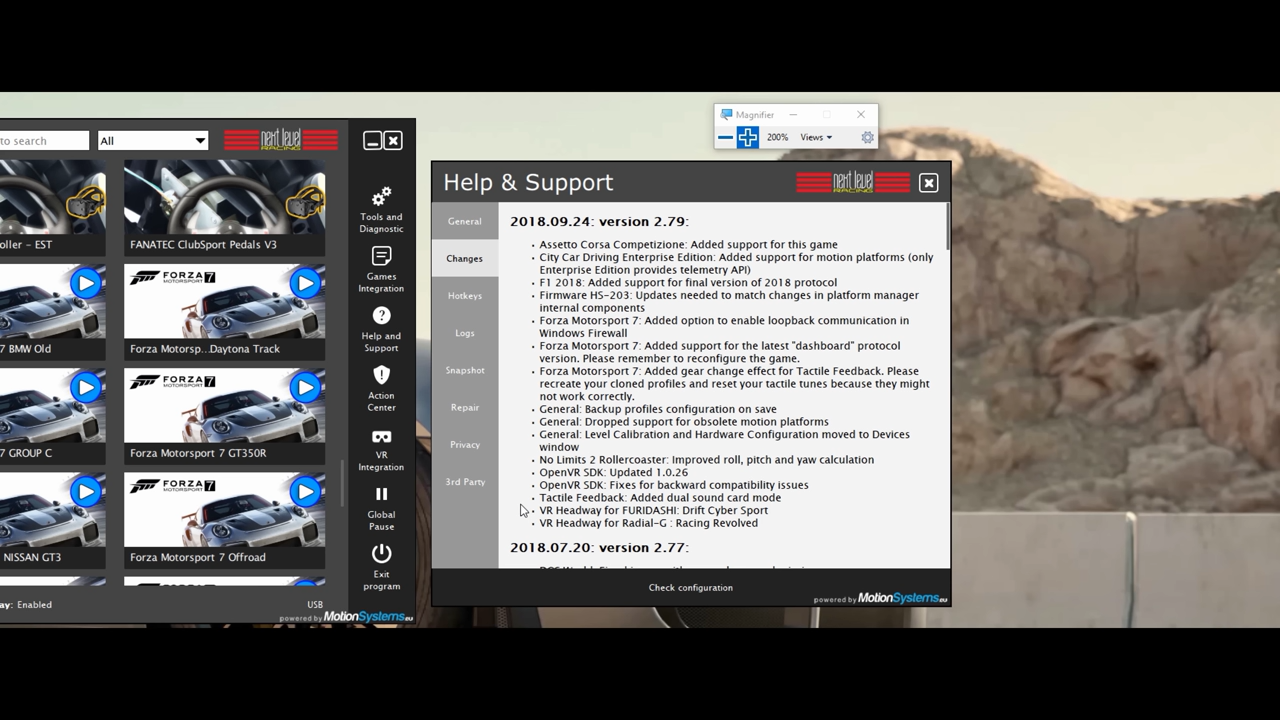 to search
All
next level
RACING
oller - EST
FANATEC ClubSport Pedals V3
FORZA
MOTORSPORT 7
7 BMW Old
Forza Motorsp...Daytona Track
FORZA
MOTORSPORT 7
7 GROUP C
Forza Motorsport 7 GT350R
FORZA
MOTORSPORT 7
NISSAN GT3
Forza Motorsport 7 Offroad
ay: Enabled
USB
powered by MotionSystems.EU
Tools and
Diagnostic
Games
Integration
Help and
Support
Action
Center
VR
Integration
Global
Pause
Exit
program
Magnifier
200%
Views
Help & Support
next level
RACING
General
Changes
Hotkeys
Logs
Snapshot
Repair
Privacy
3rd Party
2018.09.24: version 2.79:
• Assetto Corsa Competizione: Added support for this game
• City Car Driving Enterprise Edition: Added support for motion platforms (only
Enterprise Edition provides telemetry API)
• F1 2018: Added support for final version of 2018 protocol
• Firmware HS-203: Updates needed to match changes in platform manager
internal components
• Forza Motorsport 7: Added option to enable loopback communication in
Windows Firewall
• Forza Motorsport 7: Added support for the latest "dashboard" protocol
version. Please remember to reconfigure the game.
• Forza Motorsport 7: Added gear change effect for Tactile Feedback. Please
recreate your cloned profiles and reset your tactile tunes because they might
not work correctly.
• General: Backup profiles configuration on save
• General: Dropped support for obsolete motion platforms
• General: Level Calibration and Hardware Configuration moved to Devices
window
• No Limits 2 Rollercoaster: Improved roll, pitch and yaw calculation
• OpenVR SDK: Updated 1.0.26
• OpenVR SDK: Fixes for backward compatibility issues
• Tactile Feedback: Added dual sound card mode
• VR Headway for FURIDASHI: Drift Cyber Sport
• VR Headway for Radial-G : Racing Revolved
2018.07.20: version 2.77:
Check configuration
powered by MotionSystems.EU